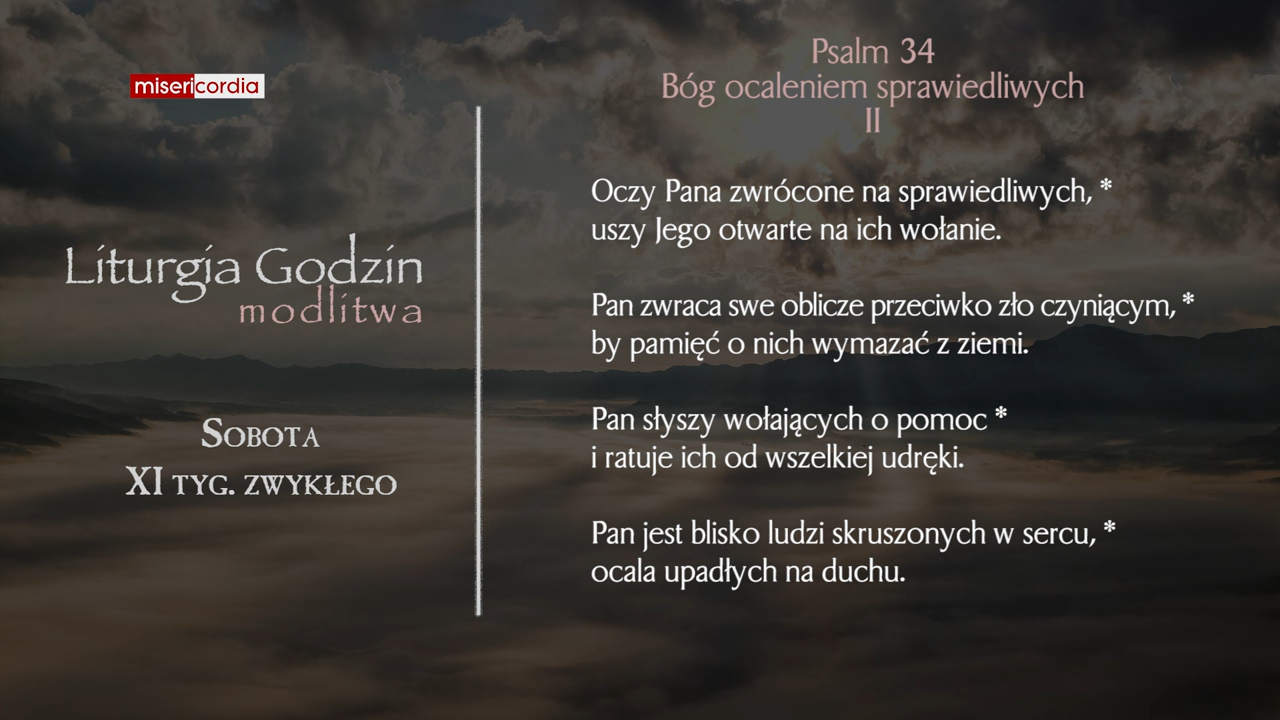 misericordia
Liturgia Godzin
modlitwa
Sobota
XI tyg. zwykłego
Psalm 34
Bóg ocaleniem sprawiedliwych
II
Oczy Pana zwrócone na sprawiedliwych, *
uszy Jego otwarte na ich wołanie.
Pan zwraca swe oblicze przeciwko zło czyniącym, *
by pamięć o nich wymazać z ziemi.
Pan słyszy wołających o pomoc *
i ratuje ich od wszelkiej udręki.
Pan jest blisko ludzi skruszonych w sercu, *
ocala upadłych na duchu.